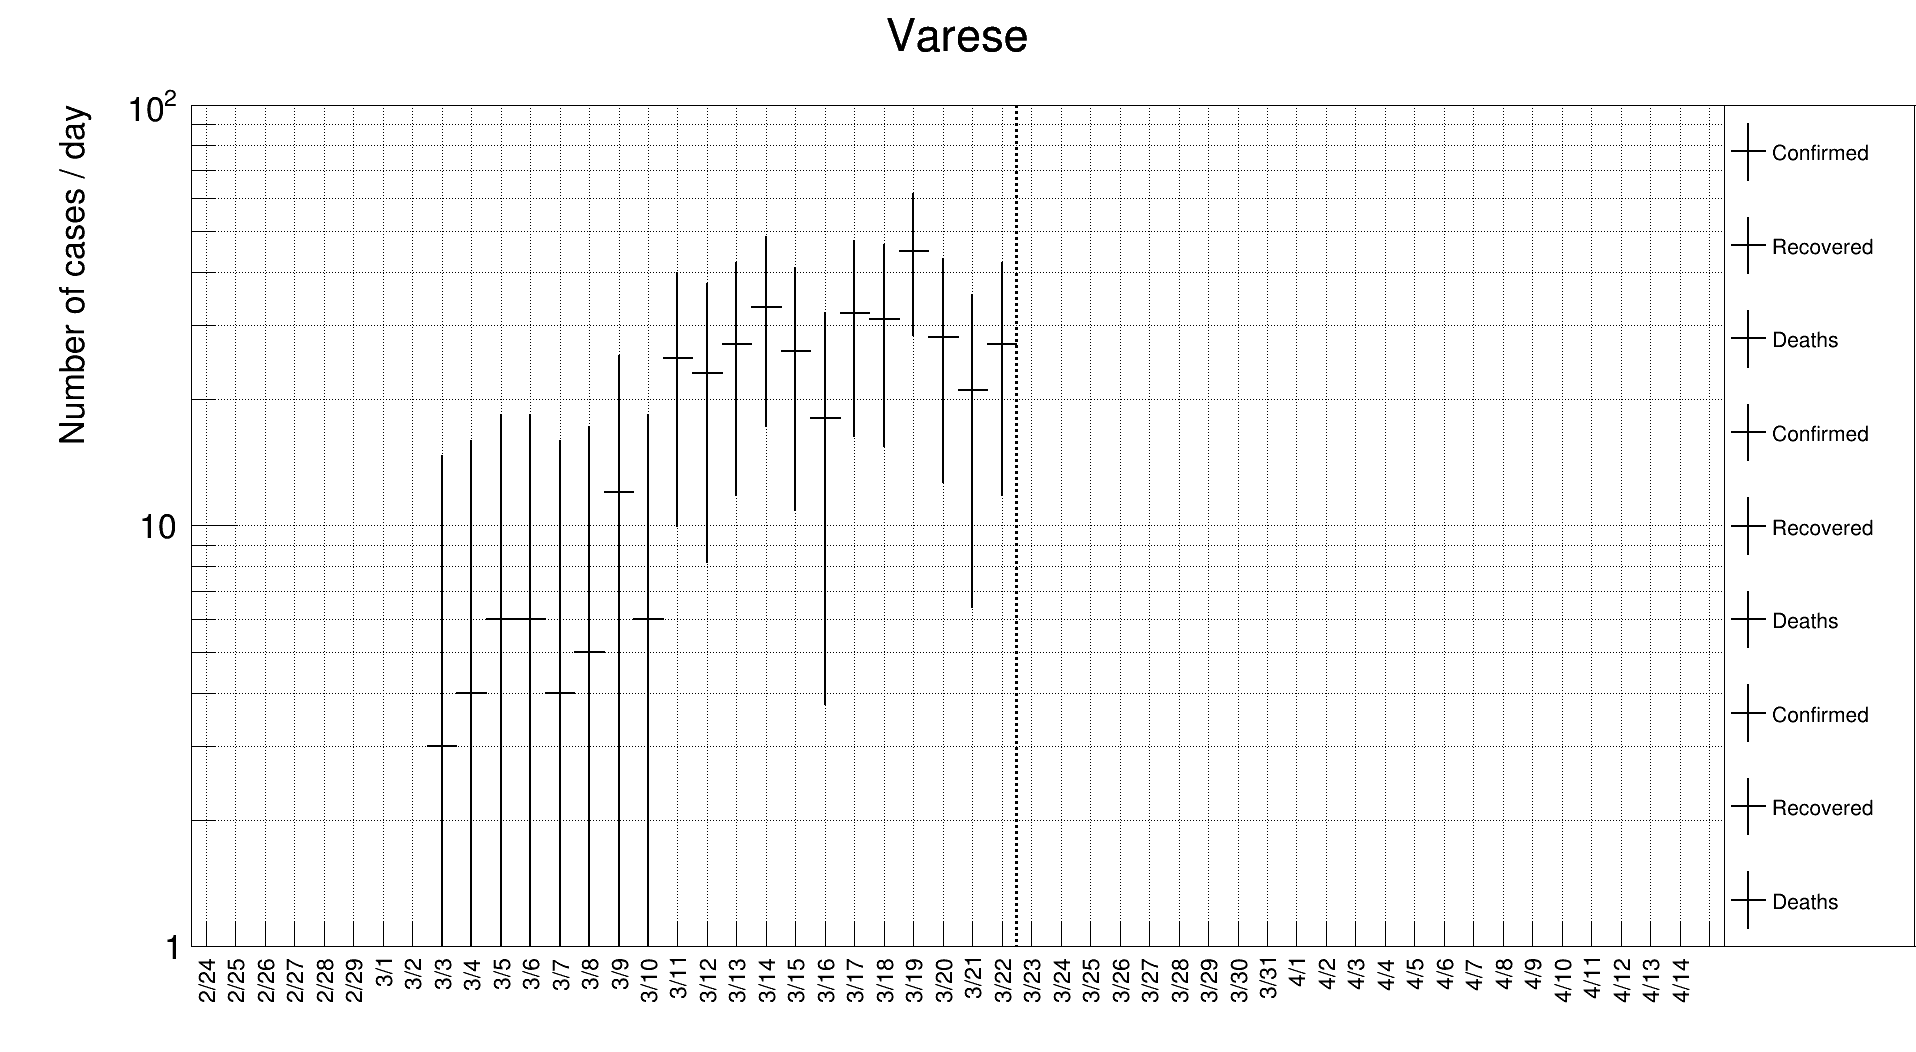 Varese
Number of cases / day
10²
10
1
2/24 2/25 2/26 2/27 2/28 2/29 3/1 3/2 3/3 3/4 3/5 3/6 3/7 3/8 3/9 3/10 3/11 3/12 3/13 3/14 3/15 3/16 3/17 3/18 3/19 3/20 3/21 3/22 3/23 3/24 3/25 3/26 3/27 3/28 3/29 3/30 3/31 4/1 4/2 4/3 4/4 4/5 4/6 4/7 4/8 4/9 4/10 4/11 4/12 4/13 4/14
Confirmed
Recovered
Deaths
Confirmed
Recovered
Deaths
Confirmed
Recovered
Deaths